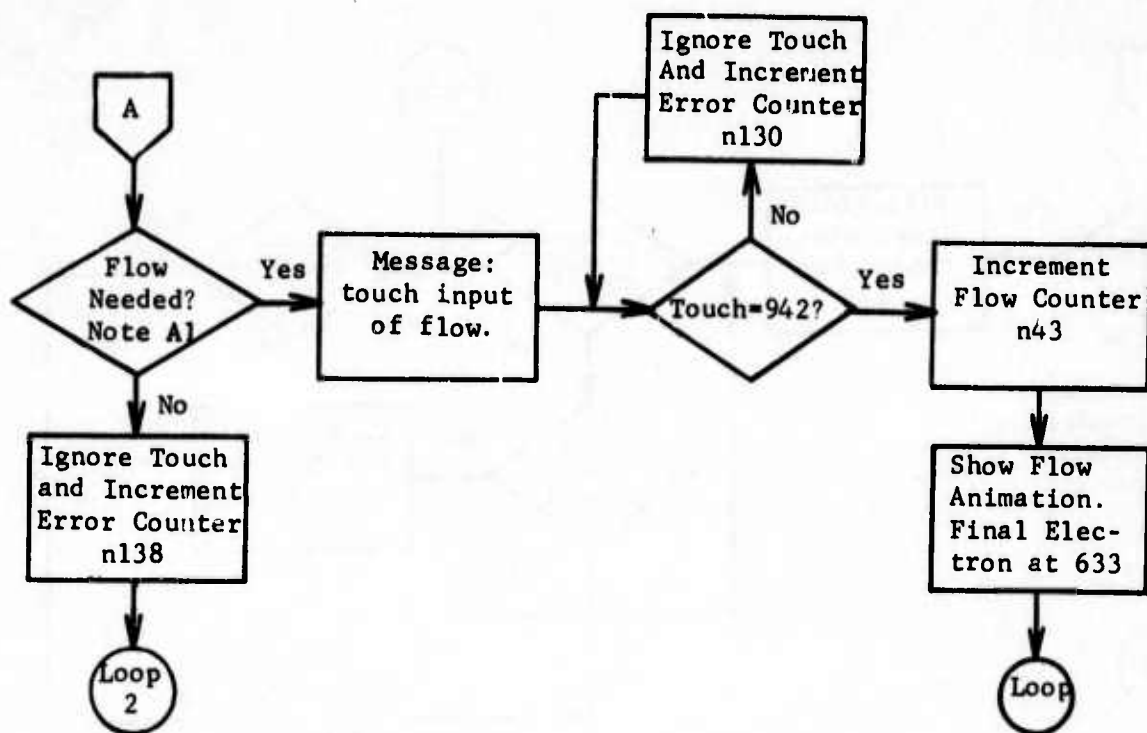 A
Flow
Needed?
Note A1
Yes
No
Message:
touch input
of flow.
Ignore Touch
And Increment
Error Counter
n130
No
Touch=942?
Yes
Increment
Flow Counter
n43
Ignore Touch
and Increment
Error Counter
n138
Show Flow
Animation.
Final Elec-
tron at 633
Loop
2
Loop